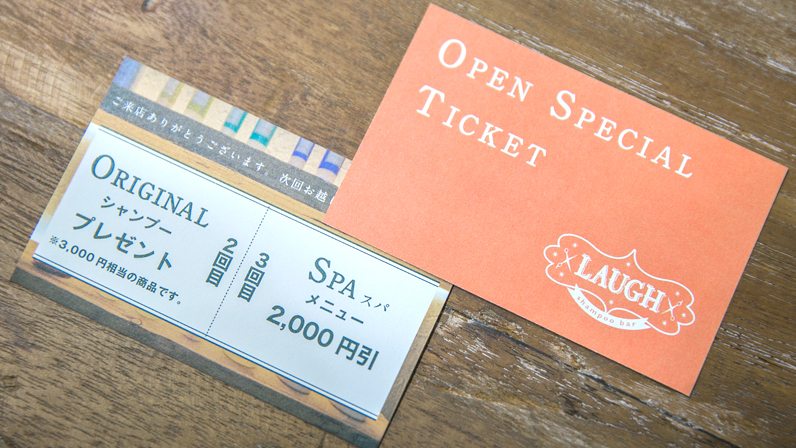 ご来店ありがとうございます。次回お越し
ORIGINAL
シャンプー
プレゼント
※3,000円相当の商品です。
2回目
3回目
SPA スパ
メニュー
2,000円引
OPEN SPECIAL
TICKET
LAUGH
shampoo bar